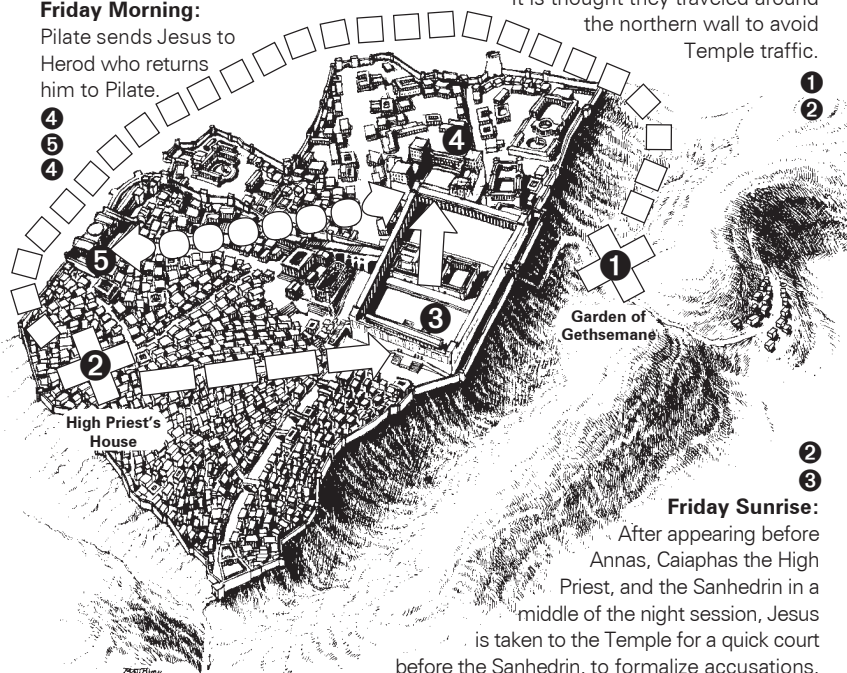 Friday Morning:
Pilate sends Jesus to
Herod who returns
him to Pilate.
4
5
4
It is thought they traveled around
the northern wall to avoid
Temple traffic.
1
2
4
5
1
3
2
Garden of
Gethsemane
High Priest's
House
2
3
Friday Sunrise:
After appearing before
Annas, Caiaphas the High
Priest, and the Sanhedrin in a
middle of the night session, Jesus
is taken to the Temple for a quick court
before the Sanhedrin, to formalize accusations.